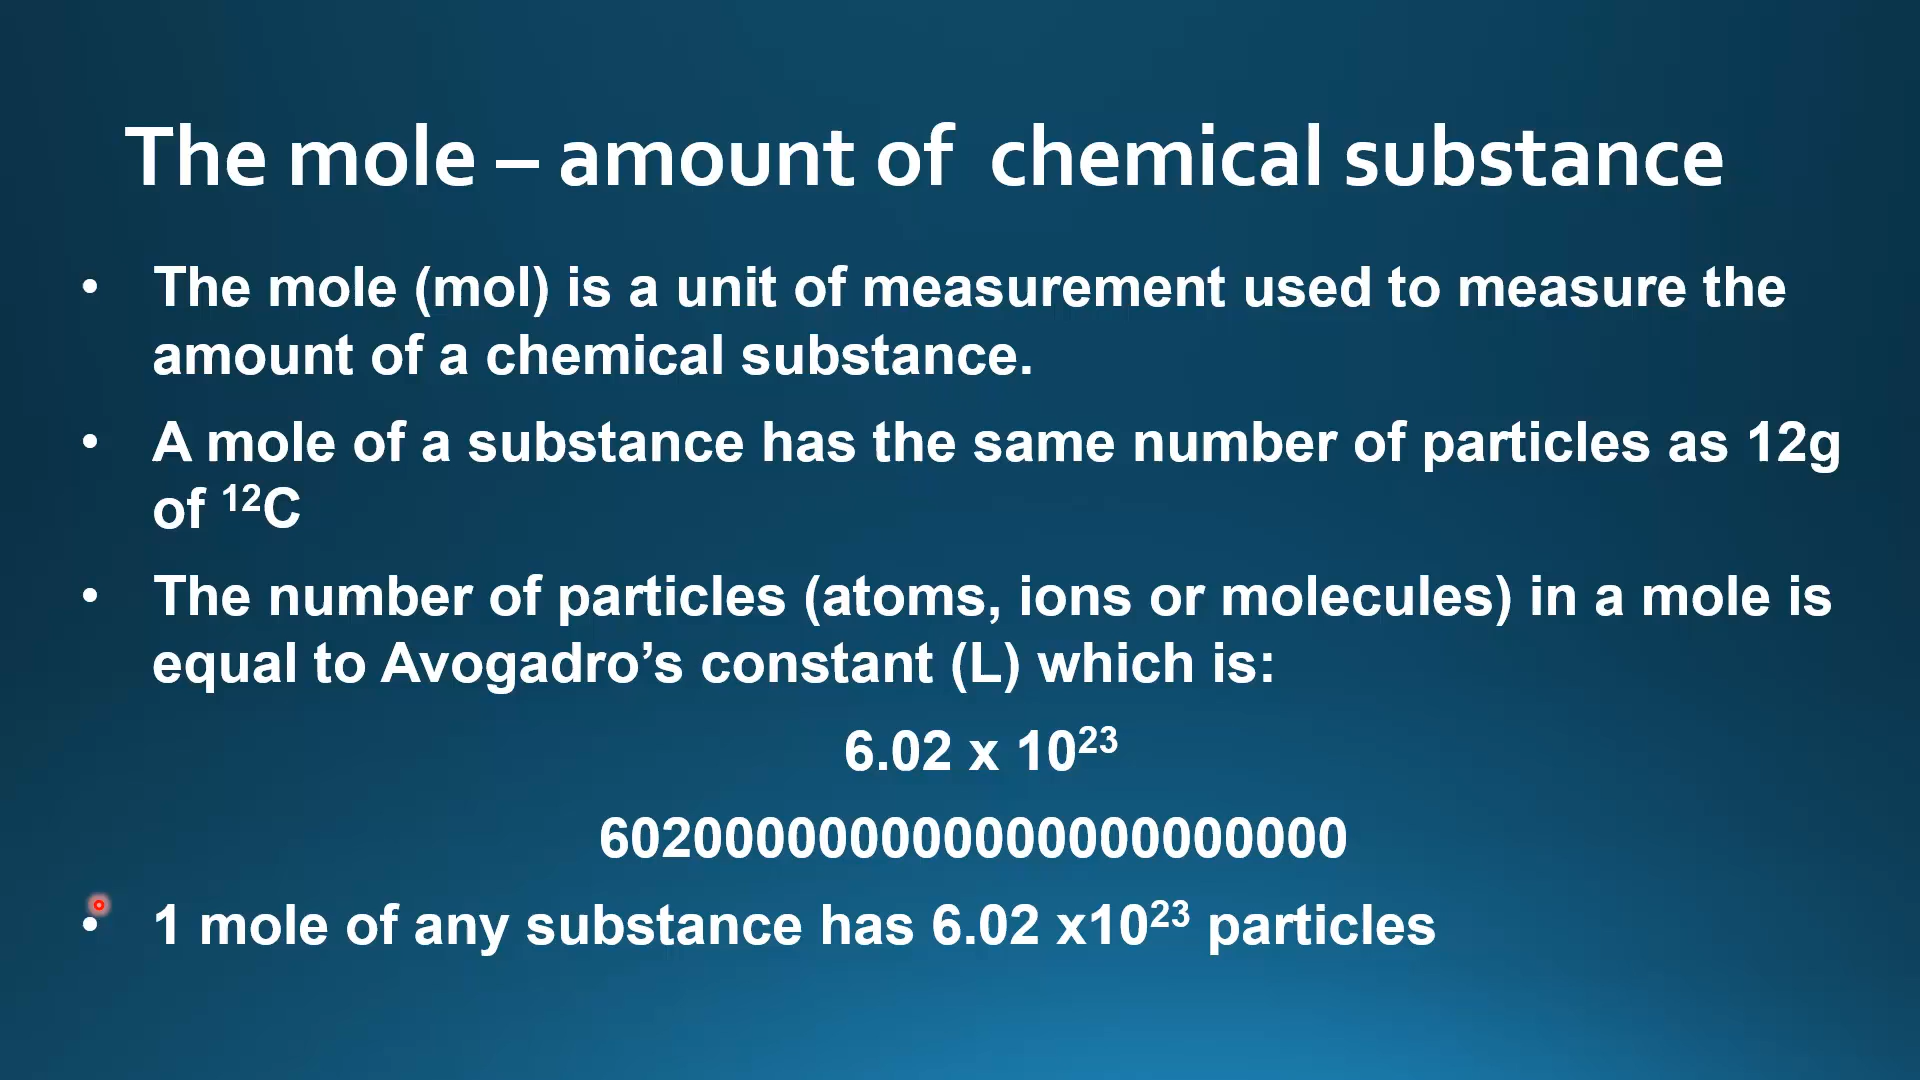 The mole – amount of  chemical substance
• The mole (mol) is a unit of measurement used to measure the
amount of a chemical substance.
• A mole of a substance has the same number of particles as 12g
of ¹²C
• The number of particles (atoms, ions or molecules) in a mole is
equal to Avogadro’s constant (L) which is:
6.02 x 10²³
602000000000000000000000
• 1 mole of any substance has 6.02 x10²³ particles